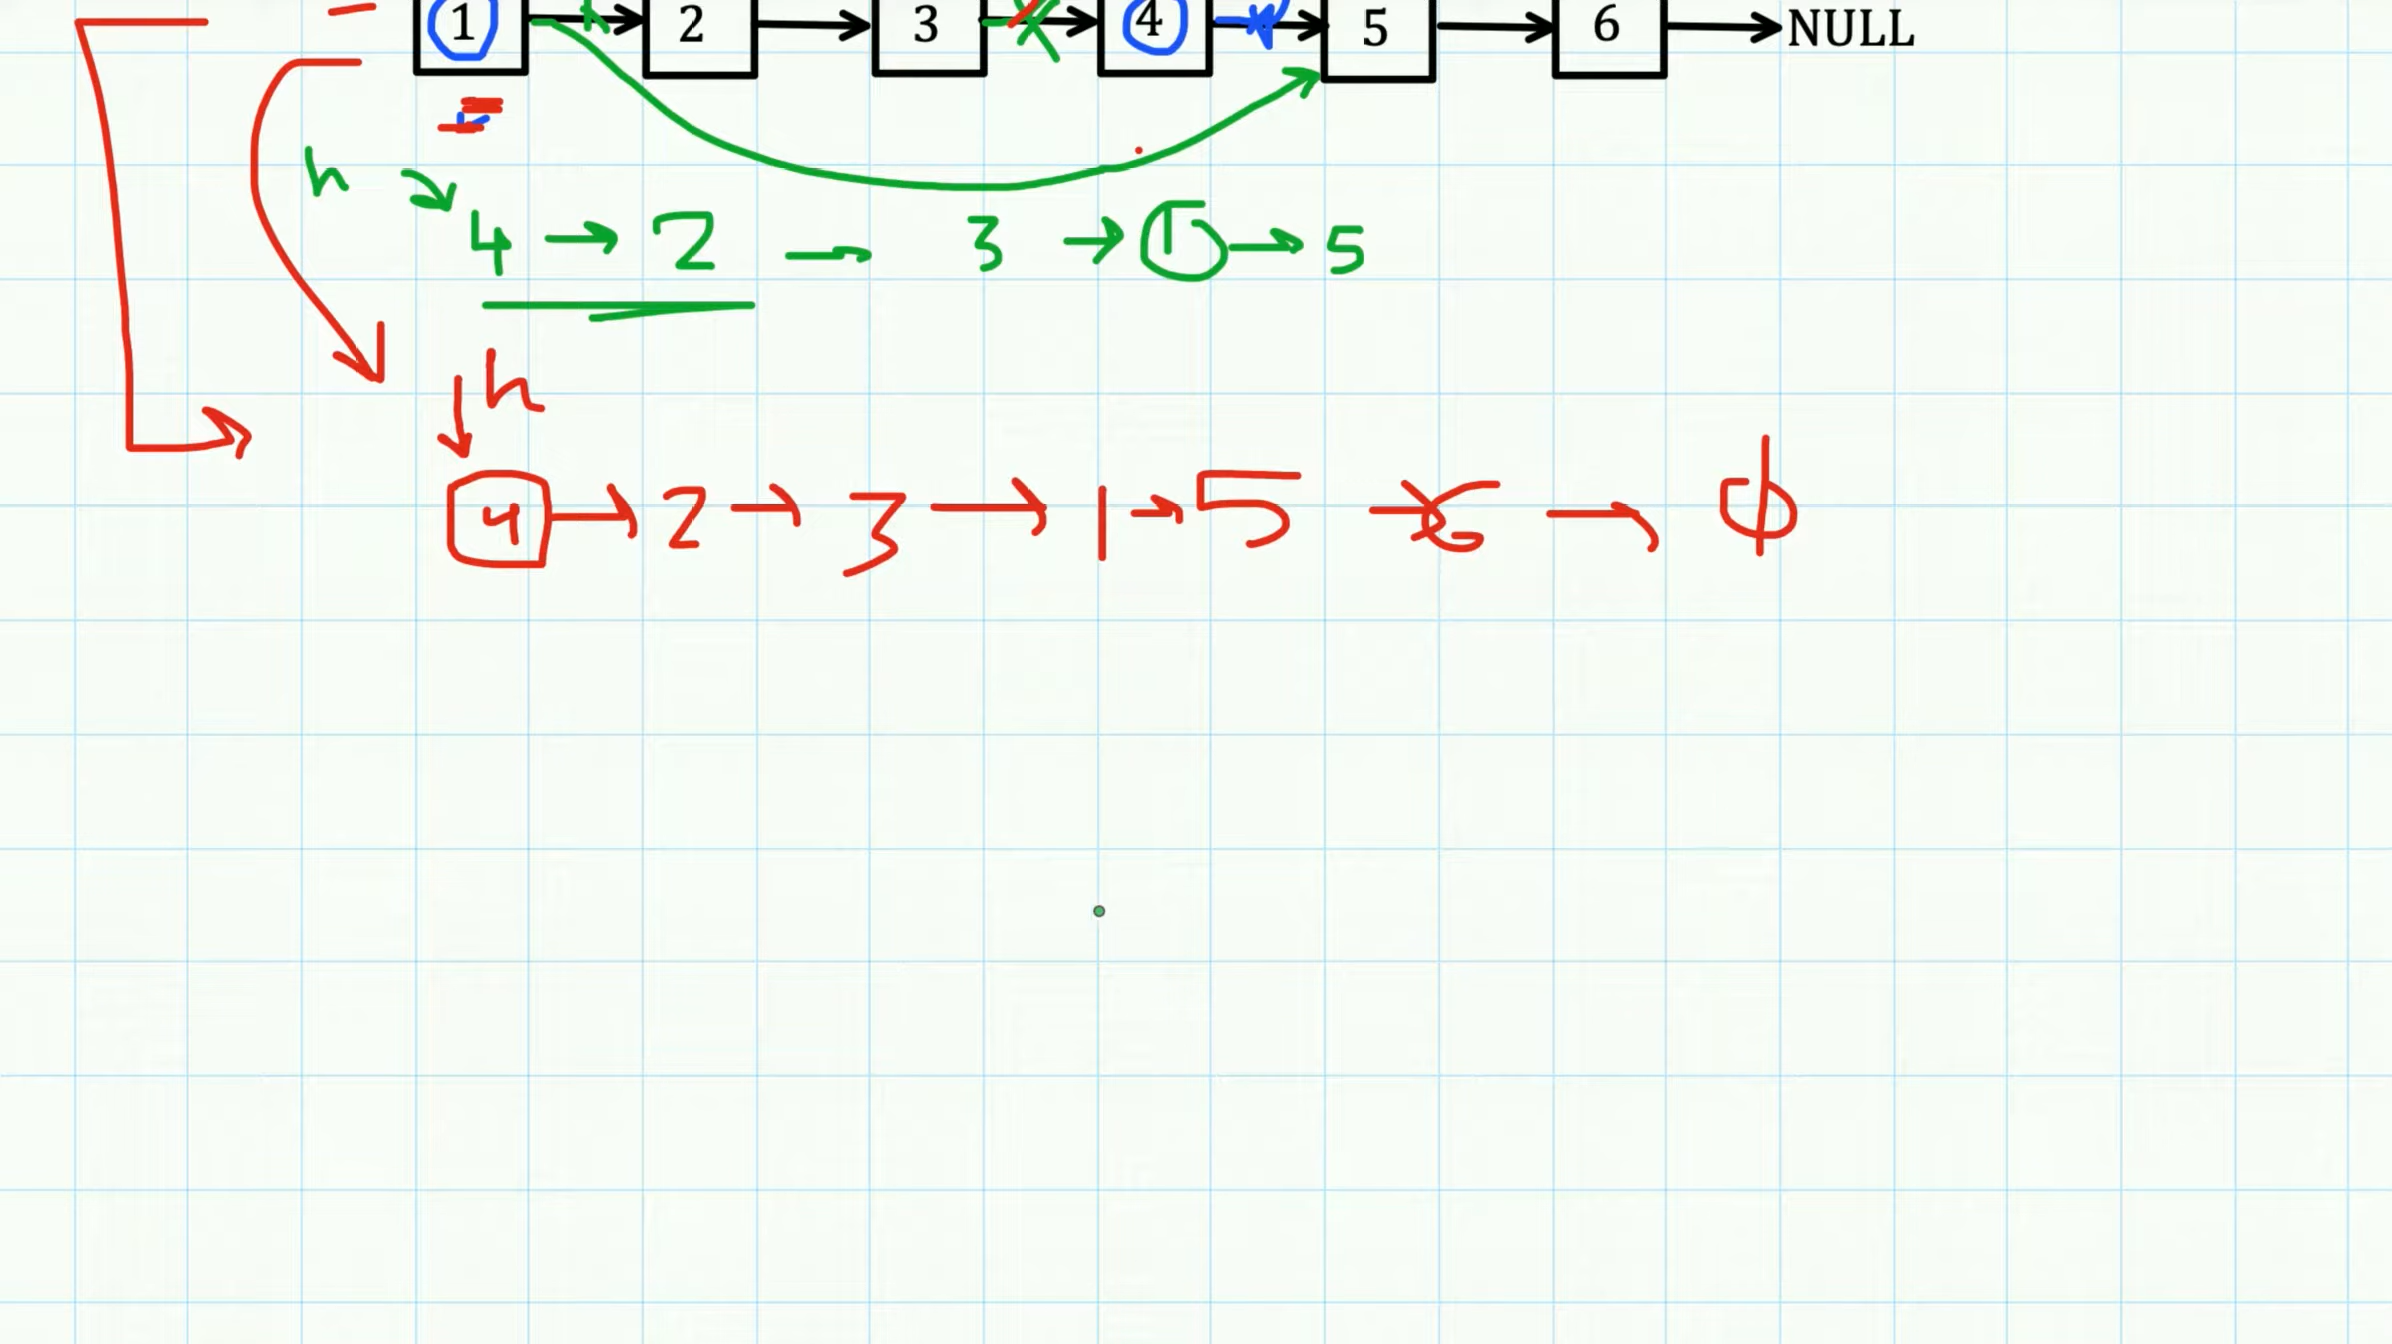 1 → 2 → 3 → 4 → 5 → 6 → NULL
h
4 → 2 → 3 → 1 → 5
h
4 → 2 → 3 → 1 → 5 → 6 → ϕ